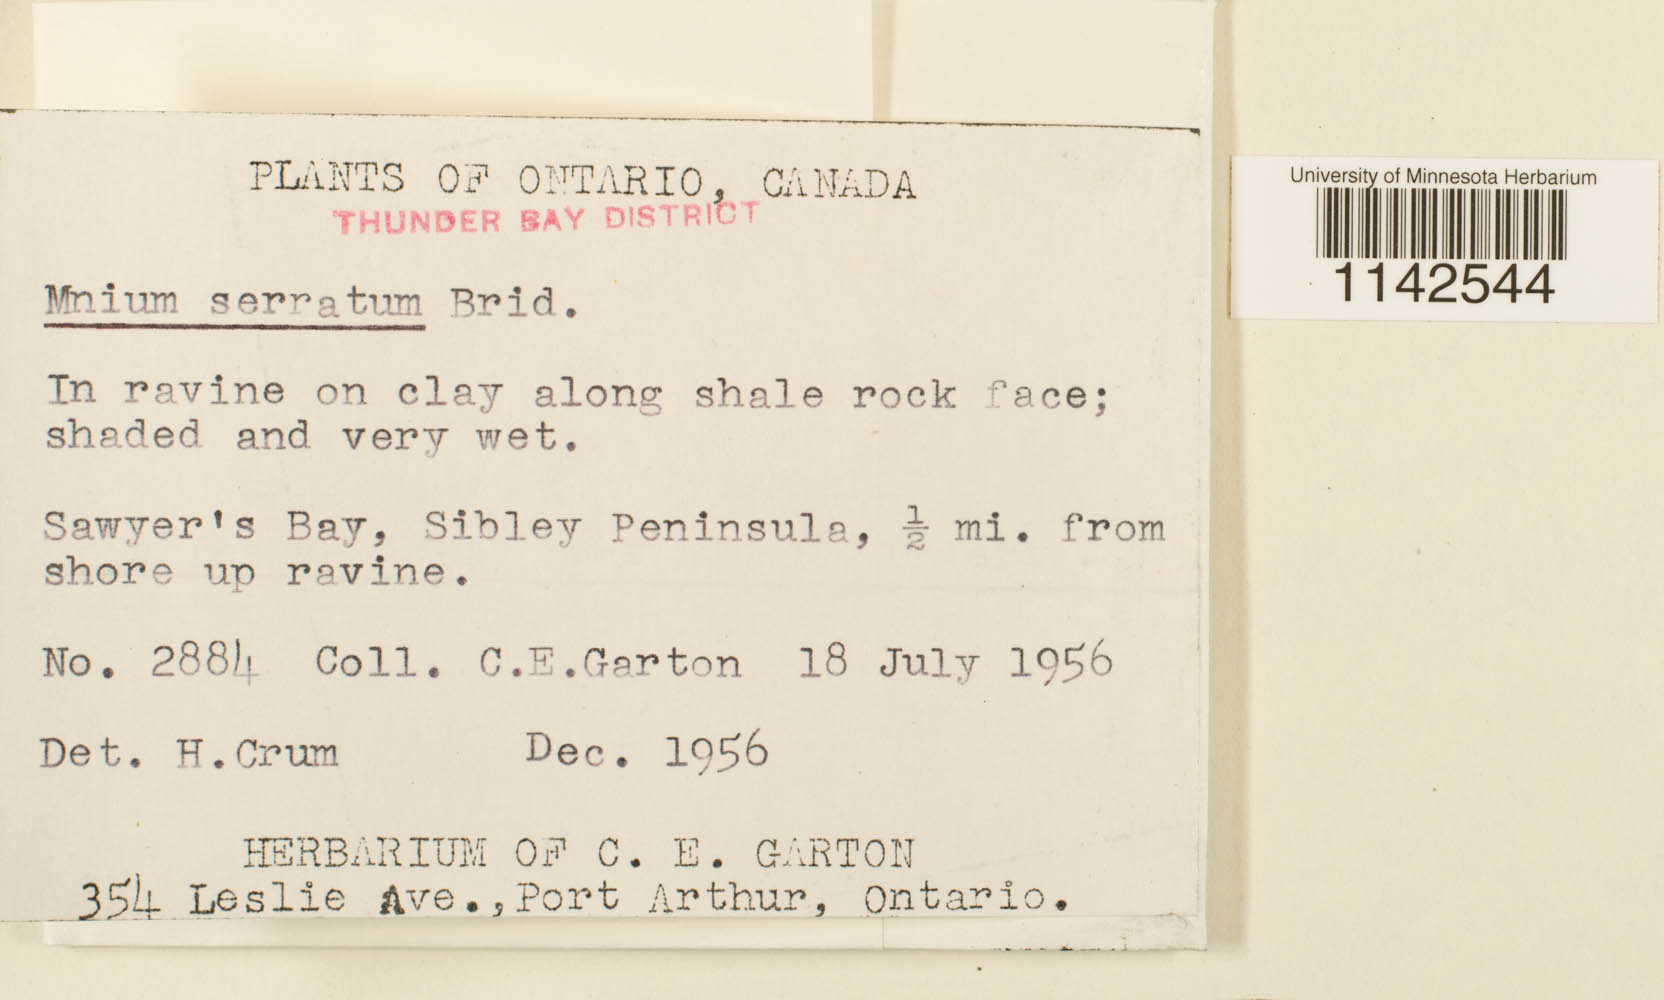 PLANTS OF ONTARIO, CANADA
THUNDER BAY DISTRICT
Mnium serratum Brid.
In ravine on clay along shale rock face;
shaded and very wet.
Sawyer's Bay, Sibley Peninsula, ½ mi. from
shore up ravine.
No. 2884 Coll. C.E.Garton 18 July 1956
Det. H.Crum Dec. 1956
HERBARIUM OF C. E. GARTON
354 Leslie Ave.,Port Arthur, Ontario.
University of Minnesota Herbarium
1142544